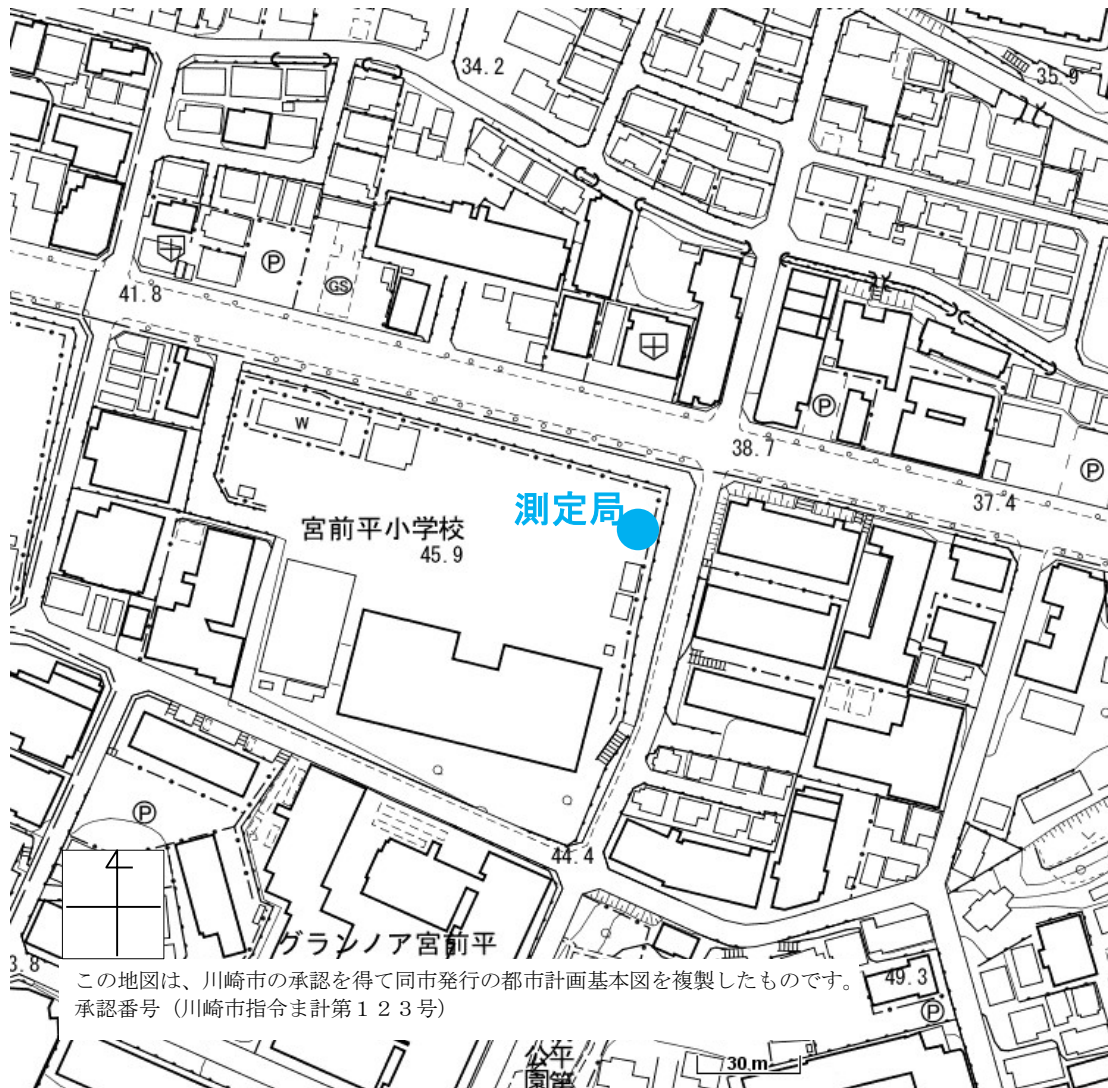 34.2
35.9
P
GS
41.8
P
38.7
P
W
37.4
測定局
宮前平小学校
45.9
P
44.4
グランノア宮前平
3.8
この地図は、川崎市の承認を得て同市発行の都市計画基本図を複製したものです。
承認番号（川崎市指令ま計第１２３号）
49.3
P
30 m